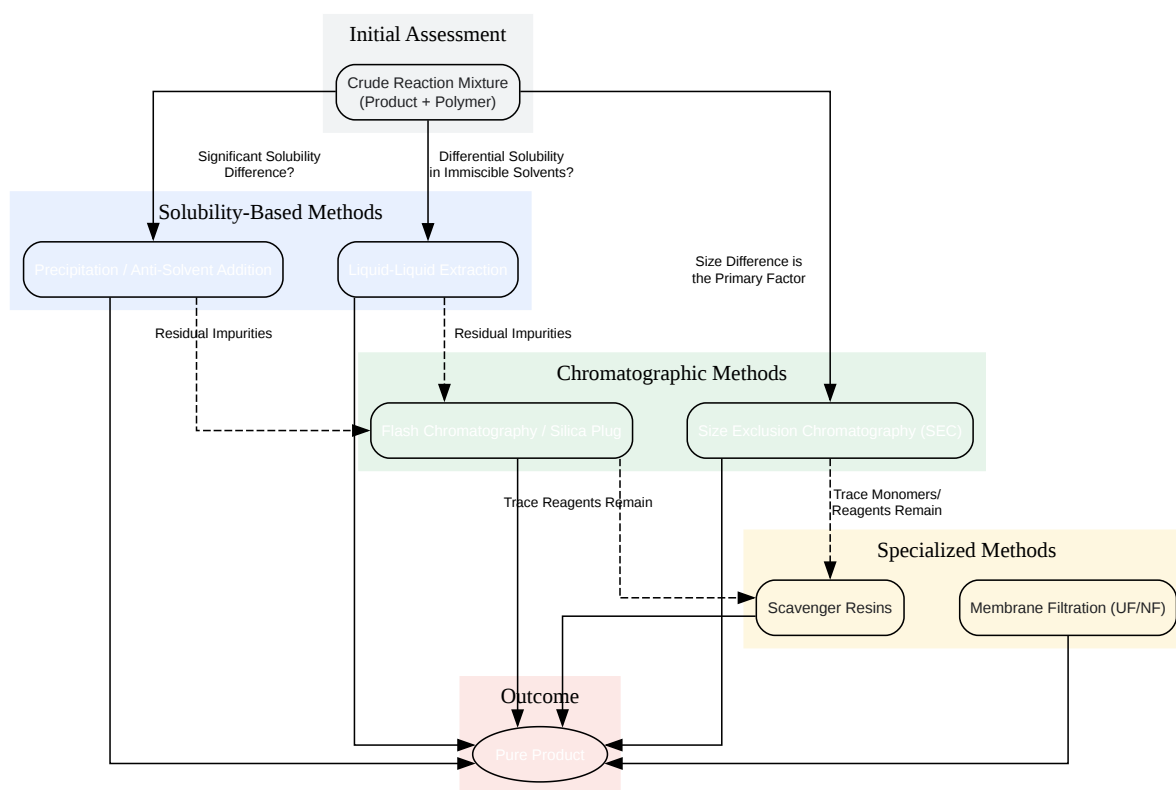 Initial Assessment
Crude Reaction Mixture
(Product + Polymer)
Significant Solubility
Difference?
Differential Solubility
in Immiscible Solvents?
Solubility-Based Methods
Precipitation / Anti-Solvent Addition
Liquid-Liquid Extraction
Size Difference is
the Primary Factor
Residual Impurities
Residual Impurities
Chromatographic Methods
Flash Chromatography / Silica Plug
Size Exclusion Chromatography (SEC)
Trace Reagents Remain
Trace Monomers/
Reagents Remain
Specialized Methods
Scavenger Resins
Membrane Filtration (UF/NF)
Outcome
Pure Product